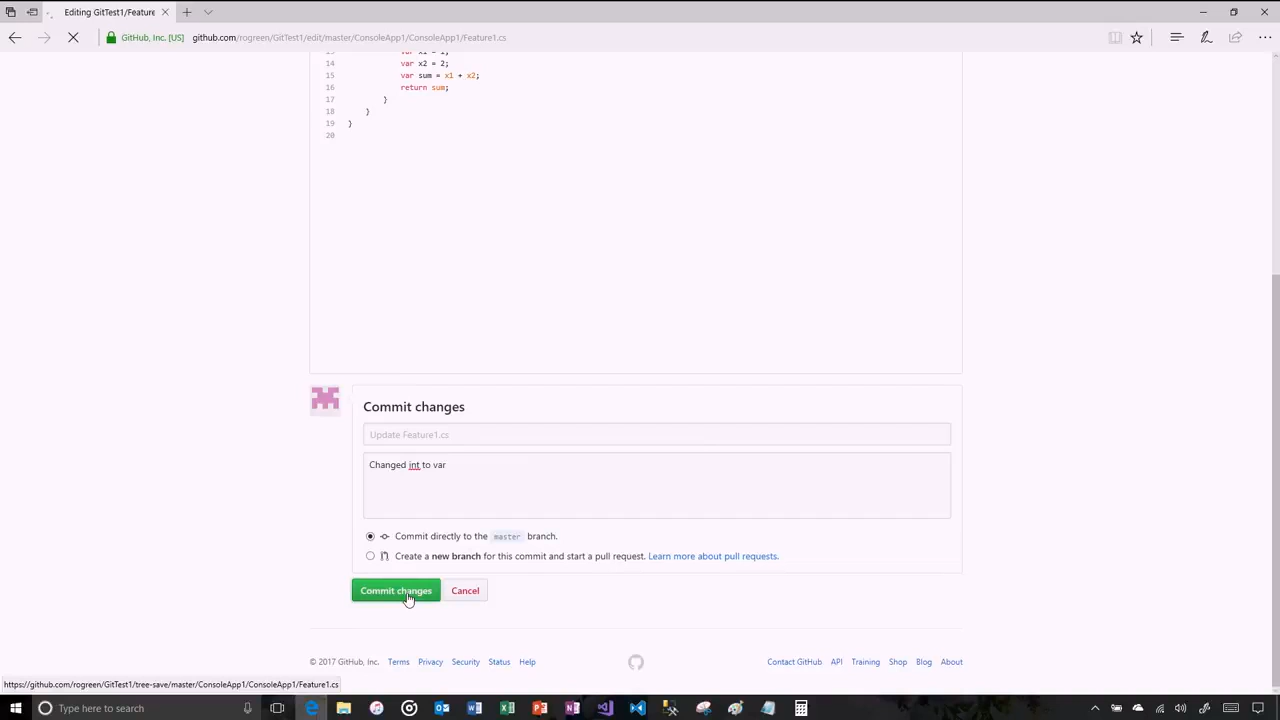 Editing GitTest1/Feature
GitHub, Inc. [US]
github.com/rogreen/GitTest1/edit/master/ConsoleApp1/ConsoleApp1/Feature1.cs
14 var x2 = 2;
15 var sum = x1 + x2;
16 return sum;
17 }
18 }
19 }
20
Commit changes
Update Feature1.cs
Changed int to var
Commit directly to the master branch.
Create a new branch for this commit and start a pull request. Learn more about pull requests.
Commit changes Cancel
© 2017 GitHub, Inc. Terms Privacy Security Status Help Contact GitHub API Training Shop Blog About
https://github.com/rogreen/GitTest1/tree-save/master/ConsoleApp1/ConsoleApp1/Feature1.cs
Type here to search